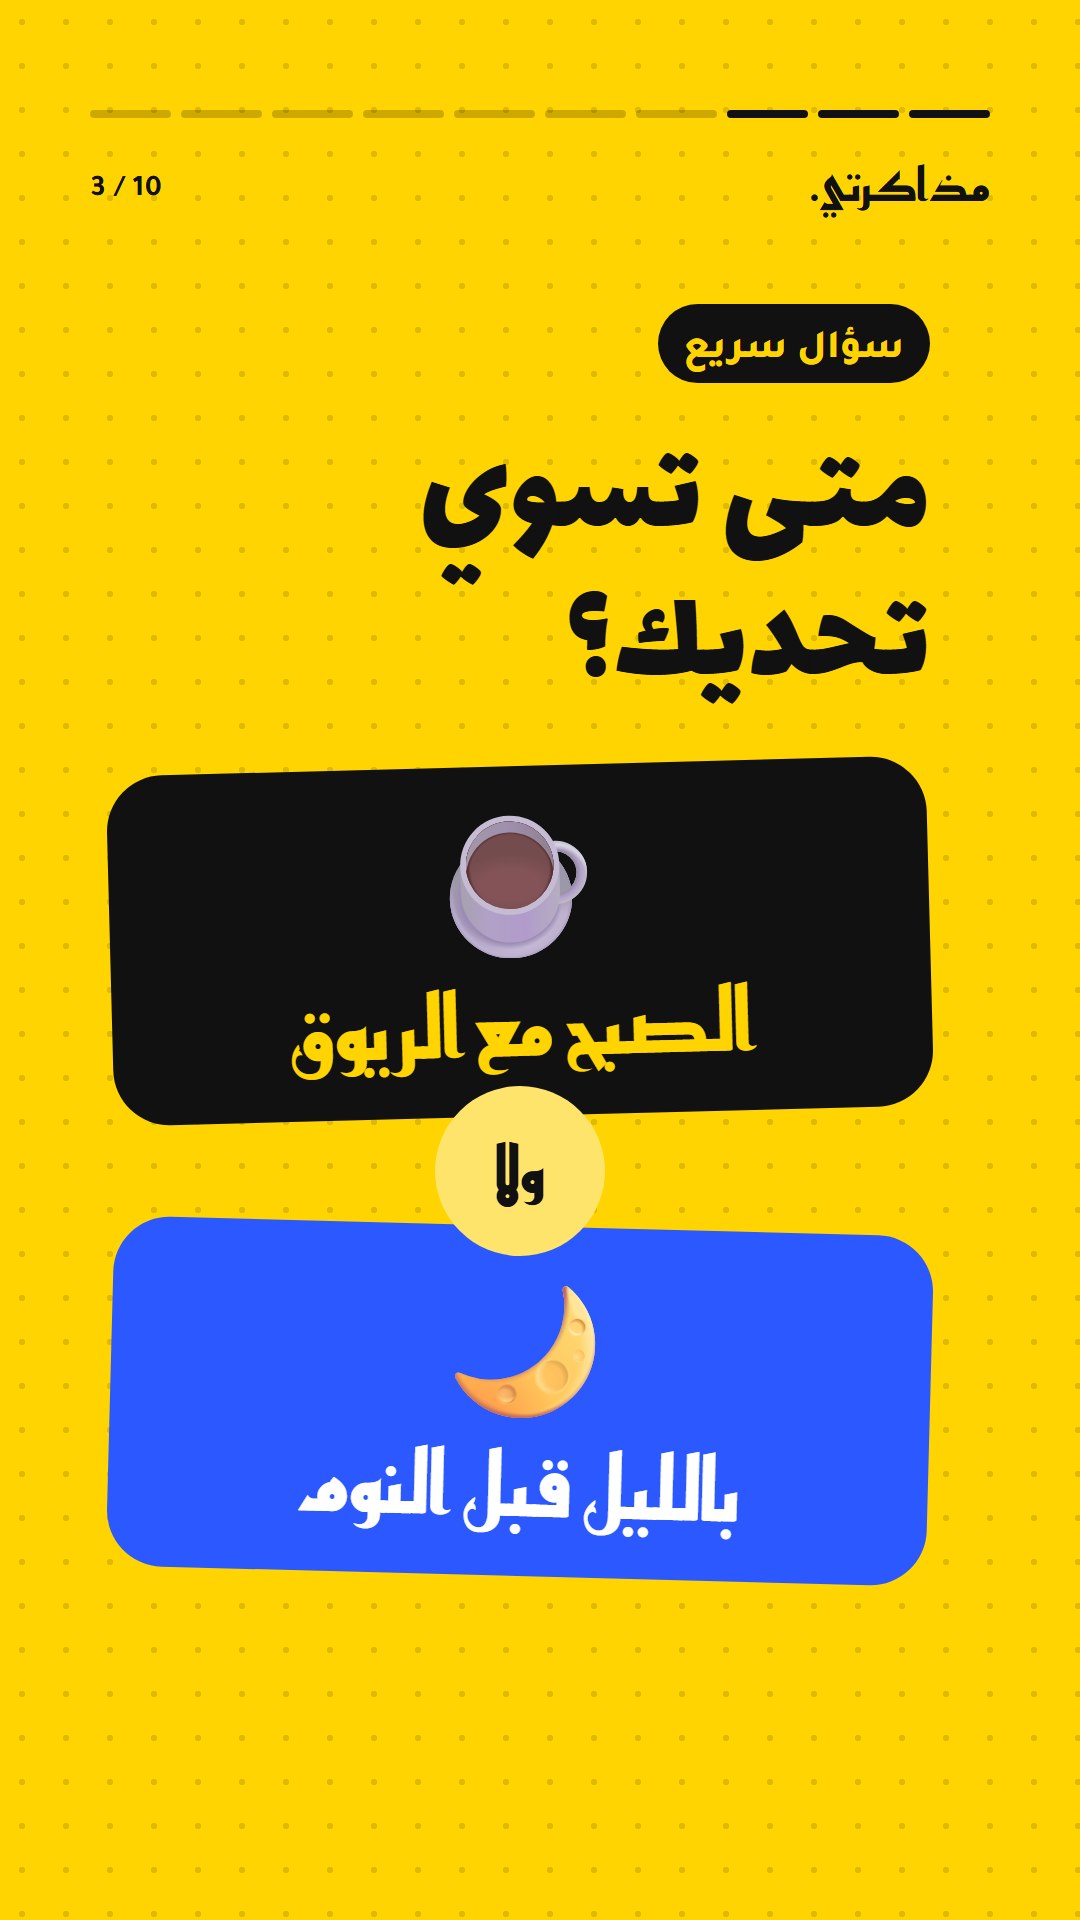 مذاكرتي.
3 / 10
سؤال سريع
متى تسوي
تحديك؟
الصبح مع الريوق
ولا
بالليل قبل النوم